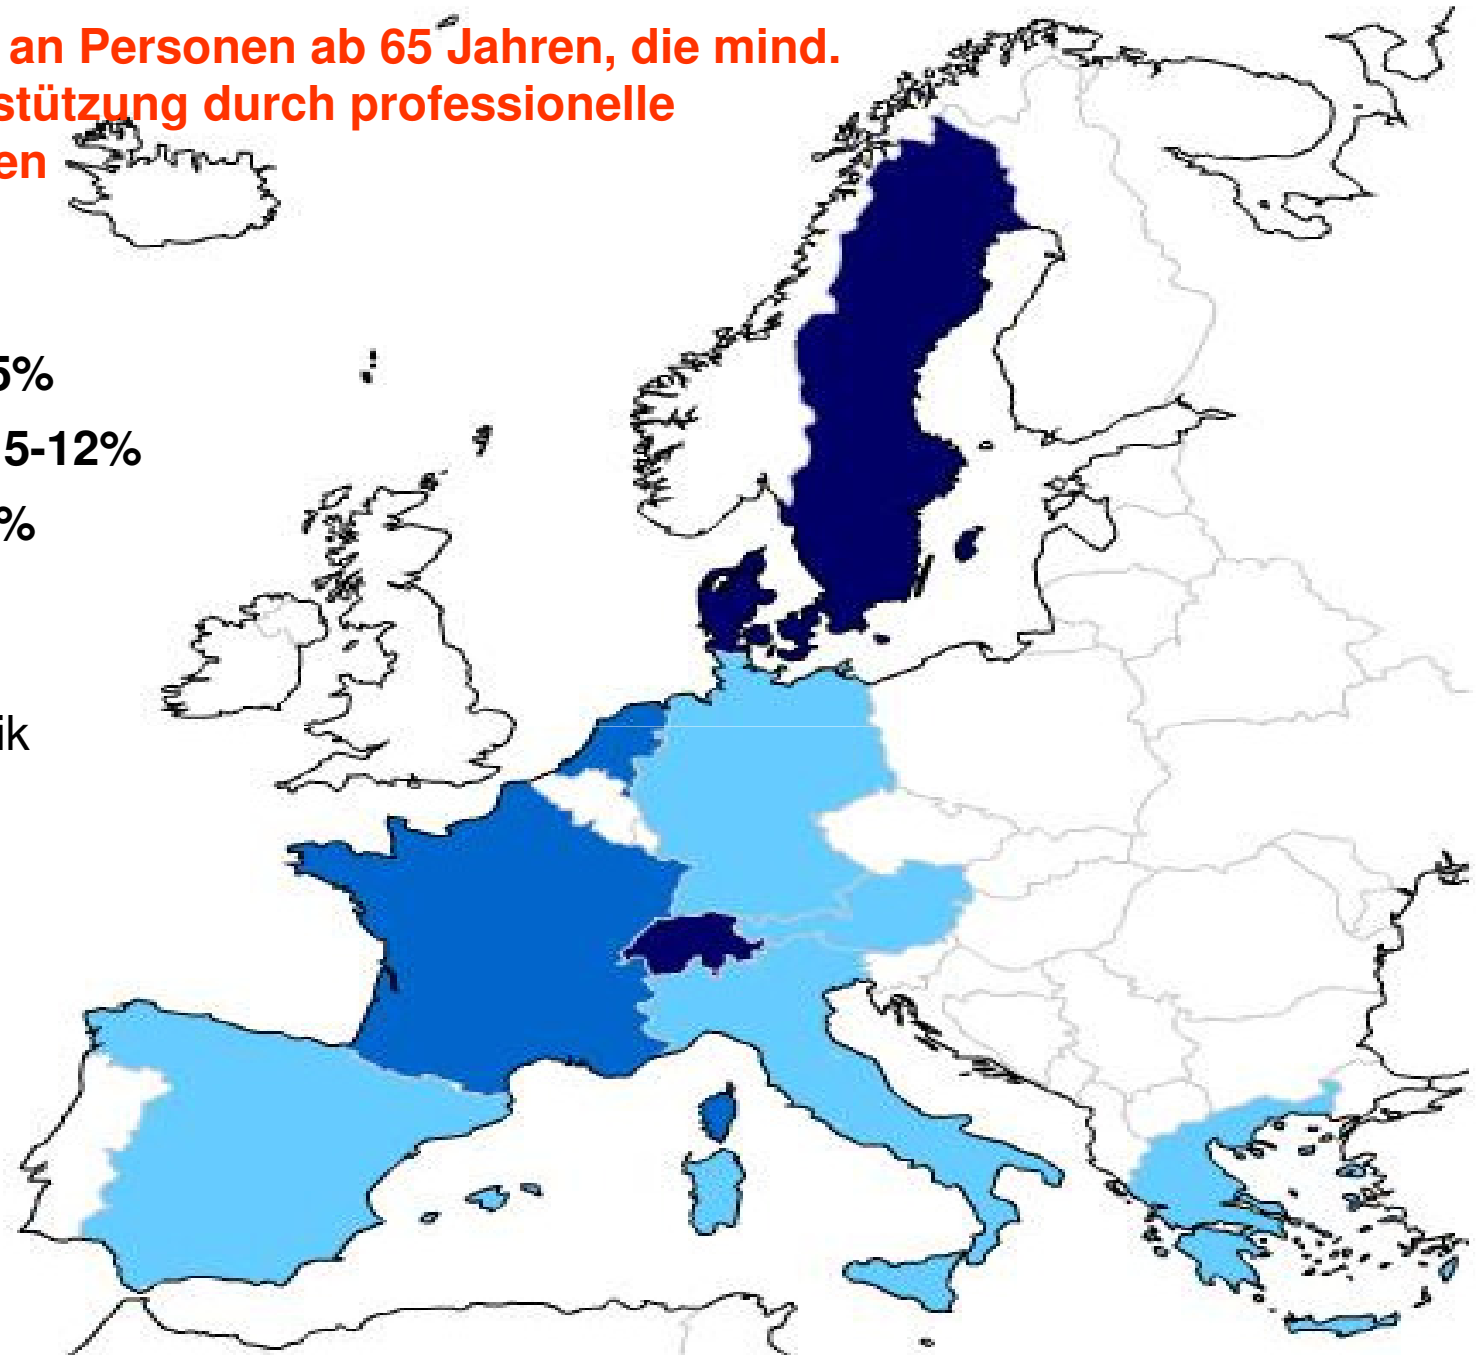 an Personen ab 65 Jahren, die mind.
stützung durch professionelle
en
5%
5-12%
%
ik